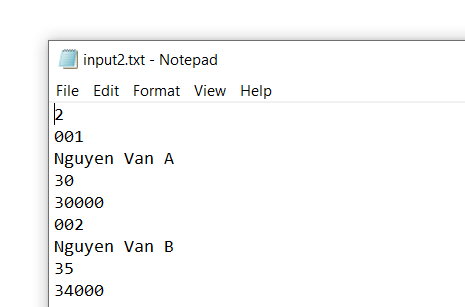 input2.txt - Notepad
File Edit Format View Help
2
001
Nguyen Van A
30
30000
002
Nguyen Van B
35
34000